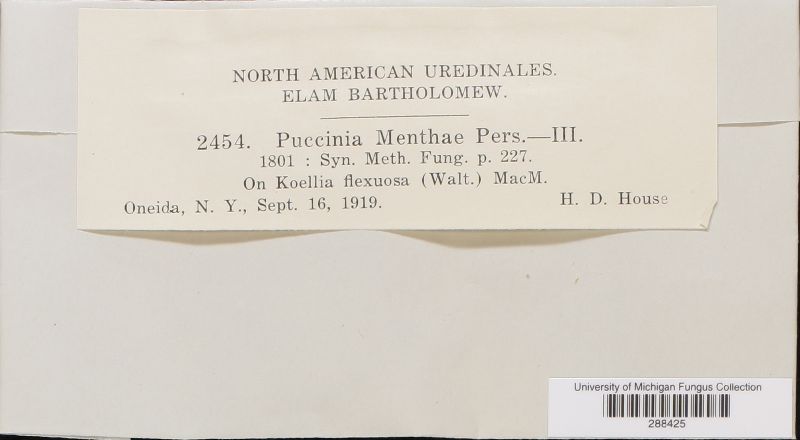 NORTH AMERICAN UREDINALES.
ELAM BARTHOLOMEW.
2454. Puccinia Menthae Pers.—III.
1801 : Syn. Meth. Fung. p. 227.
On Koellia flexuosa (Walt.) MacM.
Oneida, N. Y., Sept. 16, 1919. H. D. House
University of Michigan Fungus Collection
288425